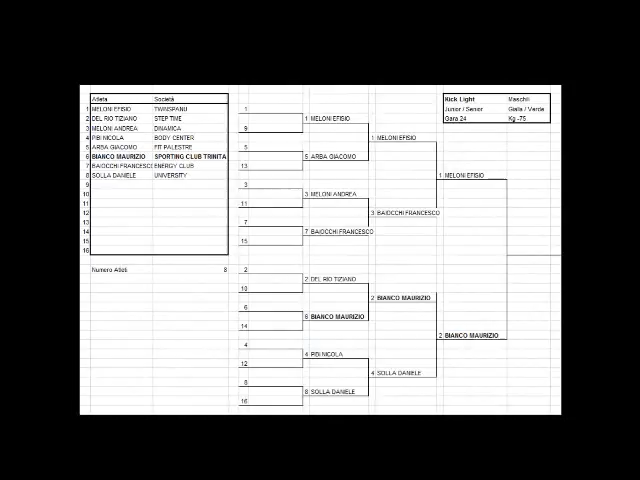 Atleta Società
1 MELONI EFISIO TWINSPANU
2 DEL RIO TIZIANO STEP TIME
3 MELONI ANDREA DINAMICA
4 PIBI NICOLA BODY CENTER
5 ARBA GIACOMO FIT PALESTRE
6 BIANCO MAURIZIO SPORTING CLUB TRINITA
7 BAIOCCHI FRANCESC ENERGY CLUB
8 SOLLA DANIELE UNIVERSITY
9
10
11
12
13
14
15
16
Numero Atleti 8
Kick Light Maschili
Junior / Senior Gialla / Verde
Gara 24 Kg -75
1
1 MELONI EFISIO
9
1 MELONI EFISIO
5
5 ARBA GIACOMO
13
1 MELONI EFISIO
3
3 MELONI ANDREA
11
3 BAIOCCHI FRANCESCO
7
7 BAIOCCHI FRANCESCO
15
2
2 DEL RIO TIZIANO
10
2 BIANCO MAURIZIO
6
6 BIANCO MAURIZIO
14
2 BIANCO MAURIZIO
4
4 PIBI NICOLA
12
4 SOLLA DANIELE
8
8 SOLLA DANIELE
16